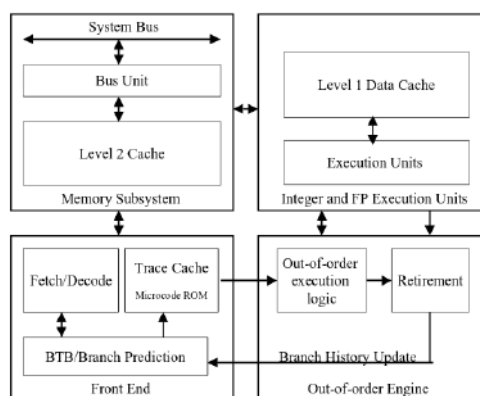 System Bus
Bus Unit
Level 2 Cache
Memory Subsystem
Level 1 Data Cache
Execution Units
Integer and FP Execution Units
Fetch/Decode
Trace Cache
Microcode ROM
BTB/Branch Prediction
Front End
Out-of-order
execution
logic
Retirement
Branch History Update
Out-of-order Engine